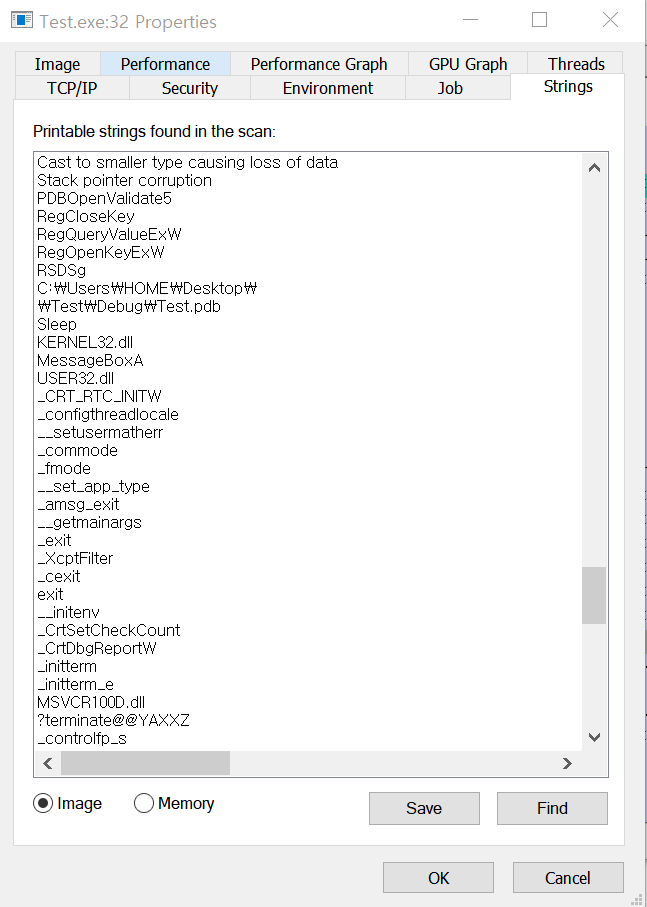 Test.exe:32 Properties
Image Performance Performance Graph GPU Graph Threads
TCP/IP Security Environment Job Strings
Printable strings found in the scan:
Cast to smaller type causing loss of data
Stack pointer corruption
PDBOpenValidate5
RegCloseKey
RegQueryValueExW
RegOpenKeyExW
RSDSg
C:₩Users₩HOME₩Desktop₩
₩Test₩Debug₩Test.pdb
Sleep
KERNEL32.dll
MessageBoxA
USER32.dll
_CRT_RTC_INITW
_configthreadlocale
__setusermatherr
_commode
_fmode
__set_app_type
_amsg_exit
__getmainargs
_exit
_XcptFilter
_cexit
exit
__initenv
_CrtSetCheckCount
_CrtDbgReportW
_initterm
_initterm_e
MSVCR100D.dll
?terminate@@YAXXZ
_controlfp_s
Image Memory Save Find
OK Cancel